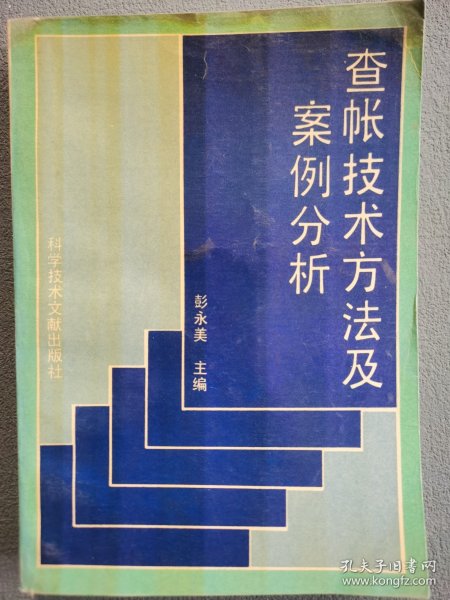 查帐技术方法及
案例分析
彭永美 主编
科学技术文献出版社
孔夫子旧书网
www.kongfz.com